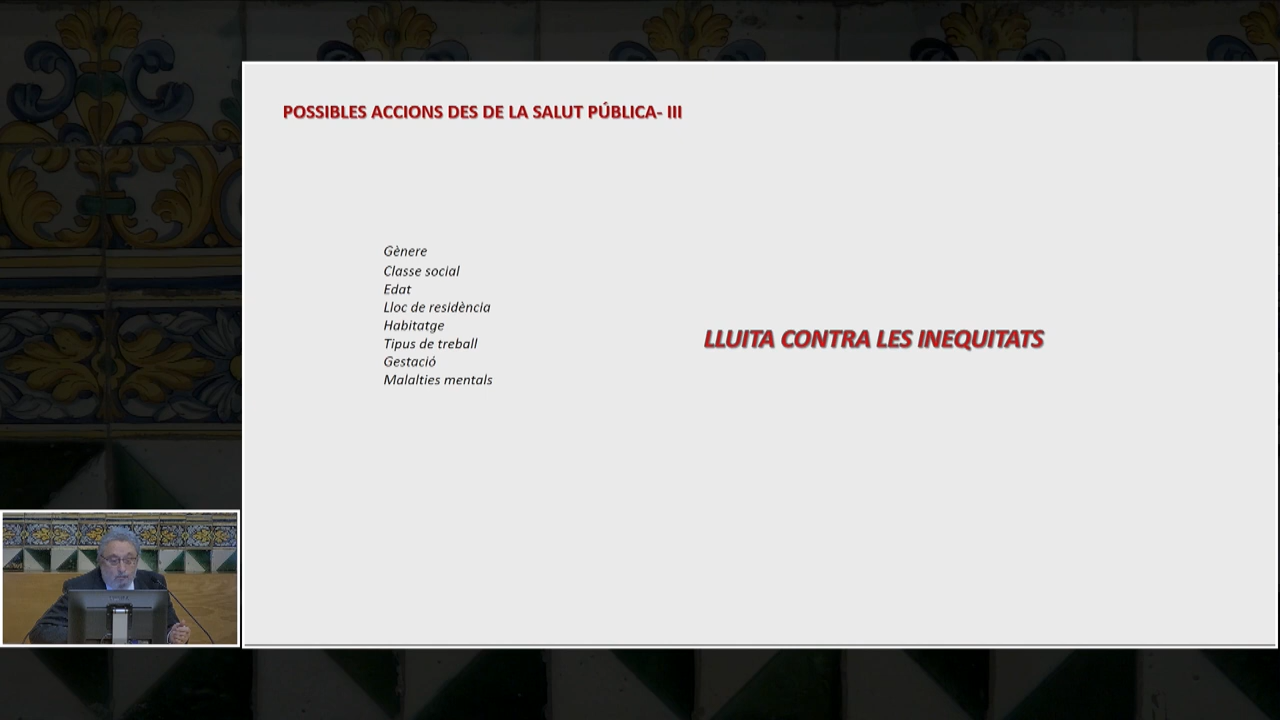 POSSIBLES ACCIONS DES DE LA SALUT PÚBLICA- III
Gènere
Classe social
Edat
Lloc de residència
Habitatge
Tipus de treball
Gestació
Malalties mentals
LLUITA CONTRA LES INEQUITATS